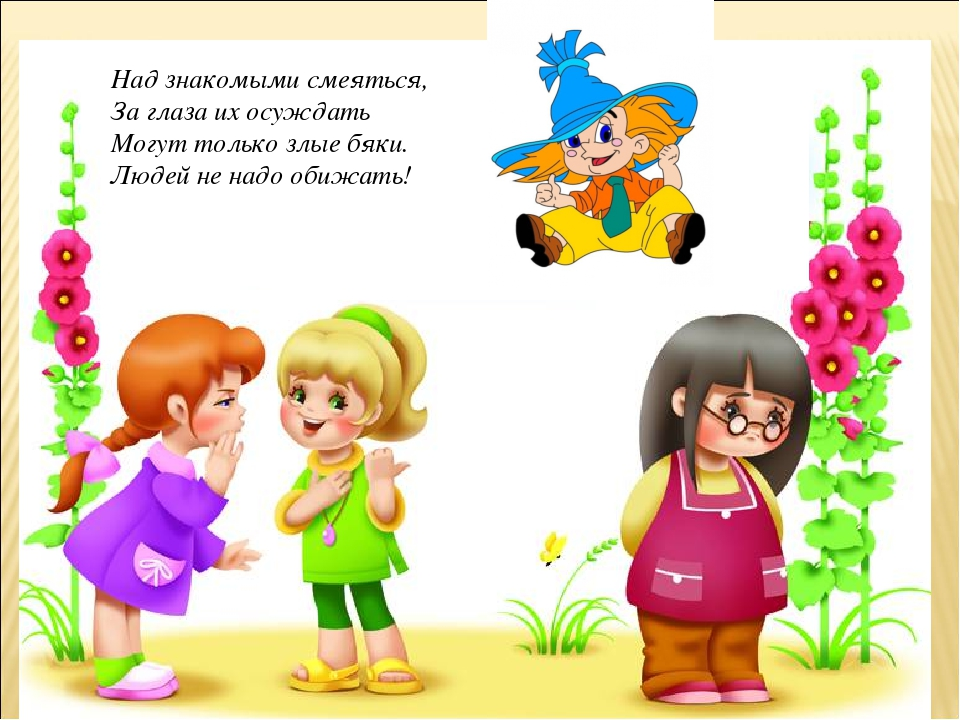 Над знакомыми смеяться,
За глаза их осуждать
Могут только злые бяки.
Людей не надо обижать!